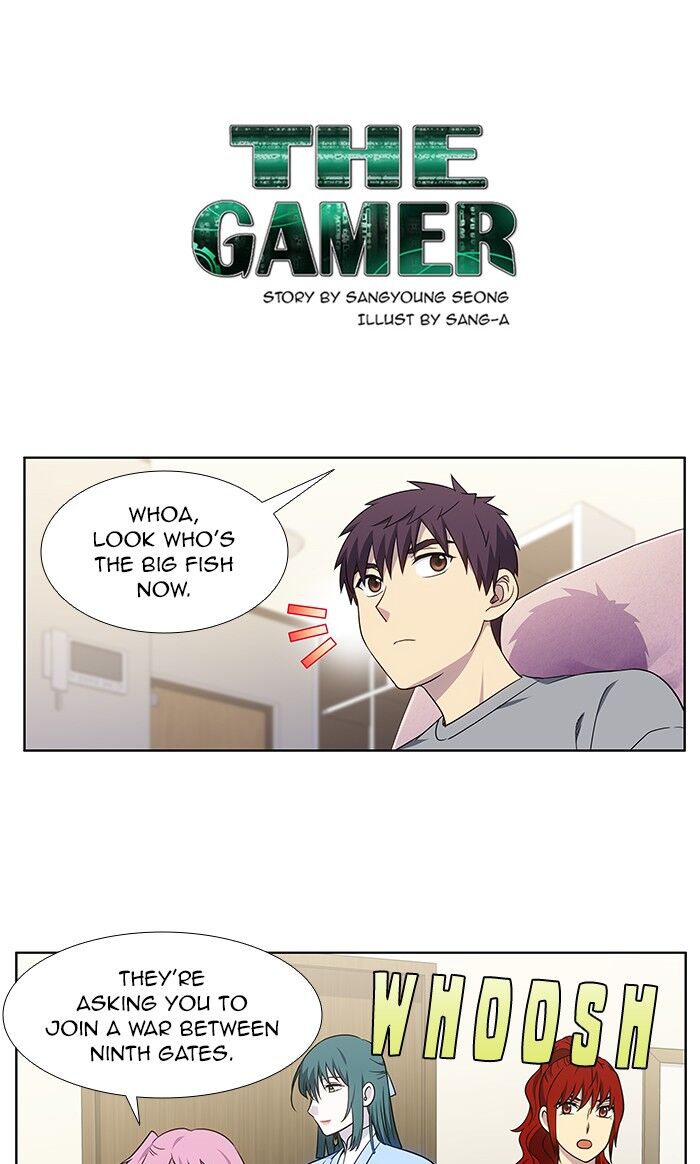 THE
GAMER
STORY BY SANGYOUNG SEONG
ILLUST BY SANG-A
WHOA,
LOOK WHO'S
THE BIG FISH
NOW.
THEY'RE
ASKING YOU TO
JOIN A WAR BETWEEN
NINTH GATES.
WHOOSH